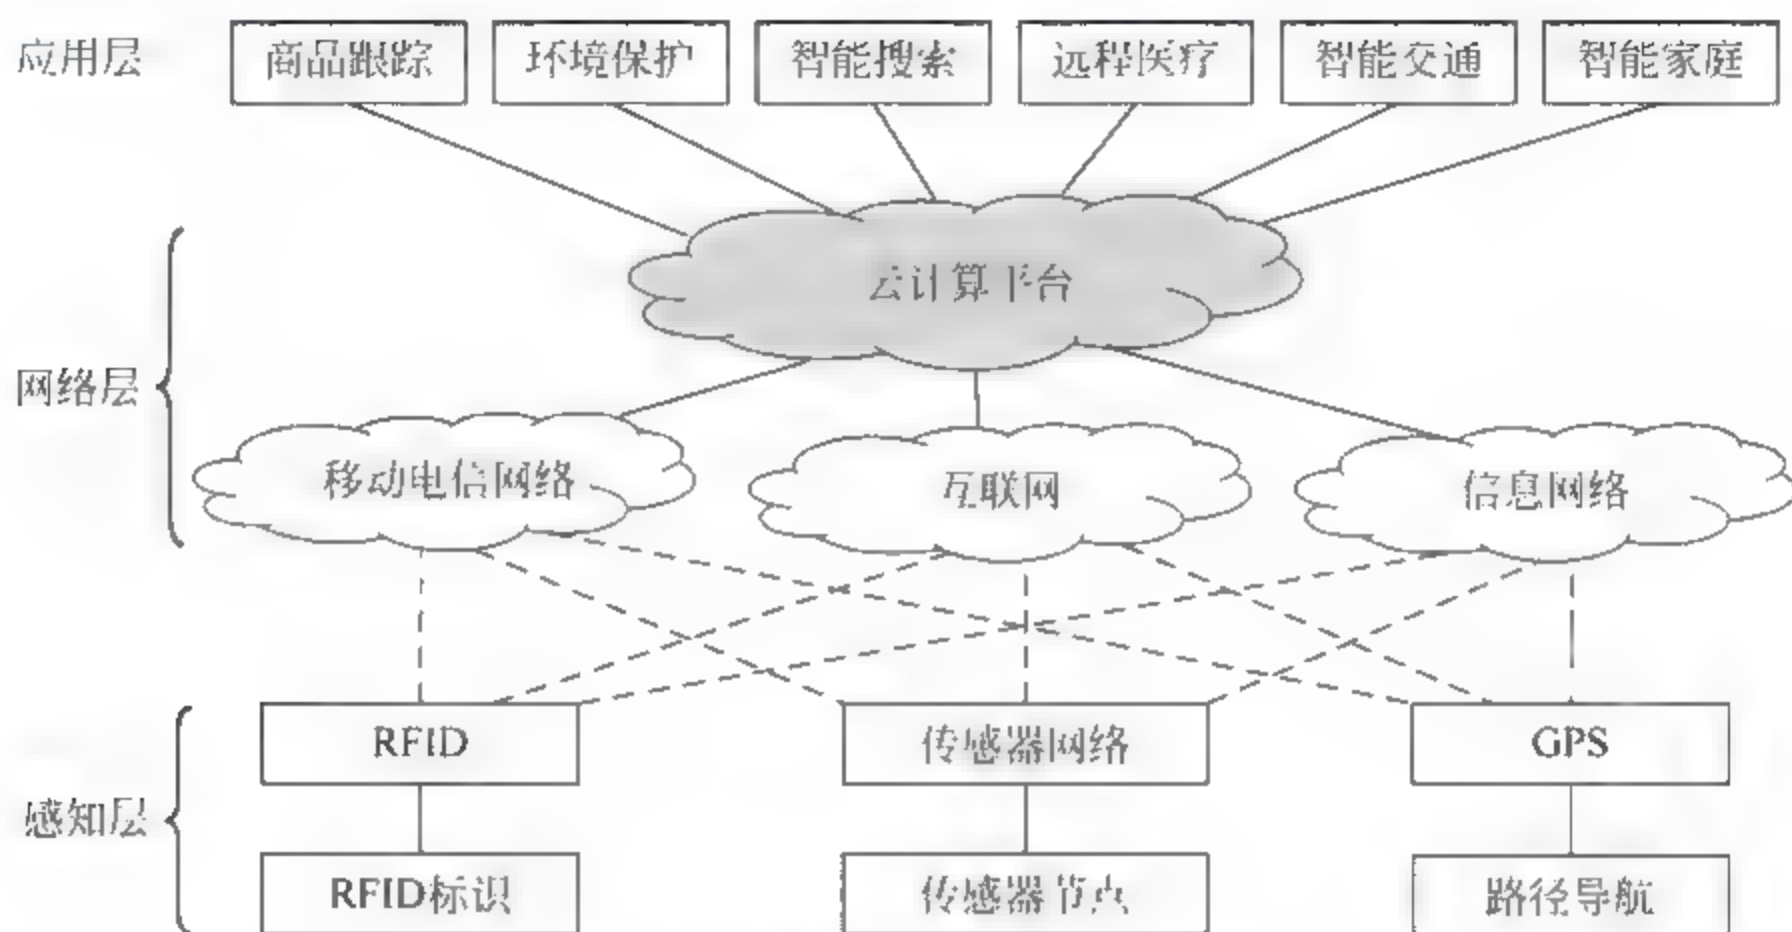 应用层 商品跟踪 环境保护 智能搜索 远程医疗 智能交通 智能家庭
云计算平台
网络层
移动电信网络 互联网 信息网络
RFID 传感器网络 GPS
感知层
RFID标识 传感器节点 路径导航